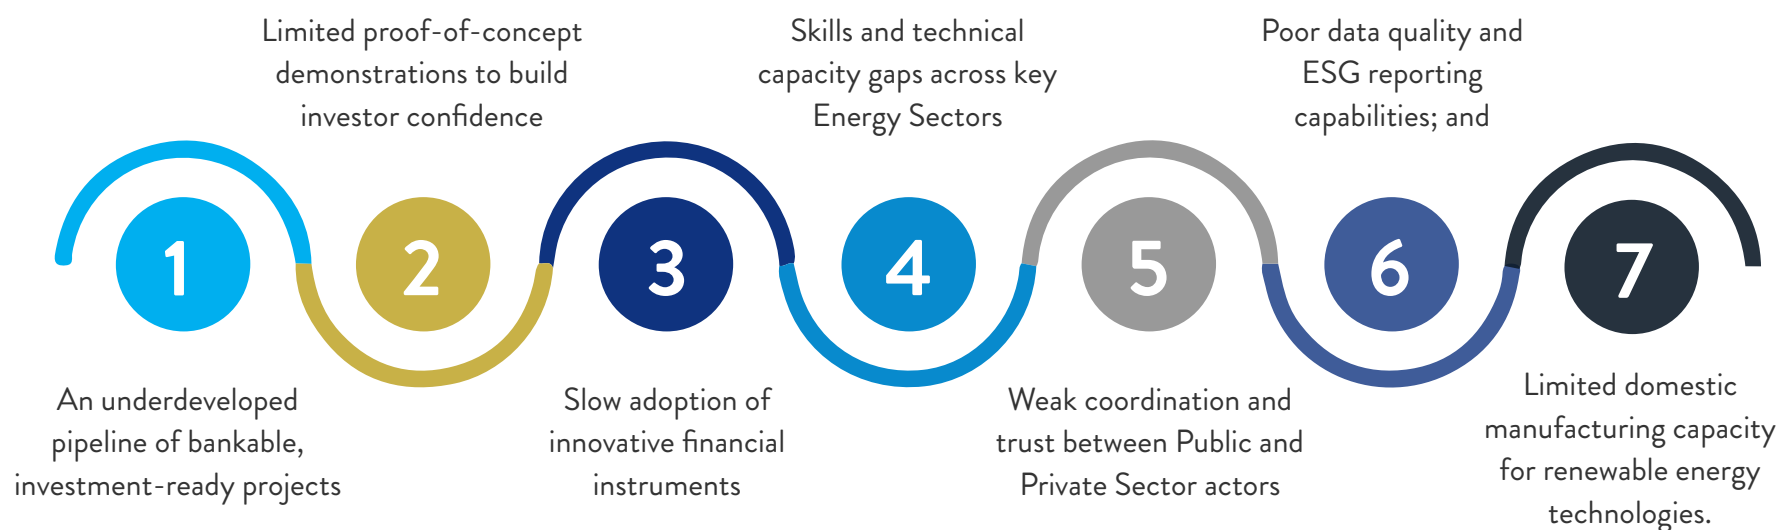 1
An underdeveloped
pipeline of bankable,
investment-ready projects
Limited proof-of-concept
demonstrations to build
investor confidence
2
3
Slow adoption of
innovative financial
instruments
Skills and technical
capacity gaps across key
Energy Sectors
4
5
Weak coordination and
trust between Public and
Private Sector actors
Poor data quality and
ESG reporting
capabilities; and
6
7
Limited domestic
manufacturing capacity
for renewable energy
technologies.